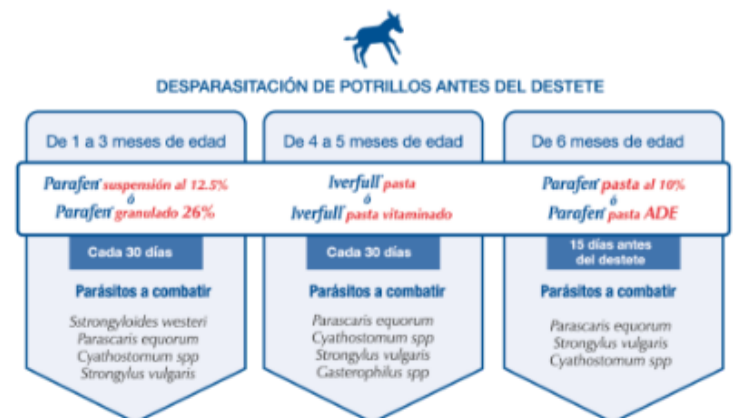 DESPARASITACIÓN DE POTRILLOS ANTES DEL DESTETE
De 1 a 3 meses de edad
Parafen® suspensión al 12.5%
ó
Parafen® granulado 26%
Cada 30 días
Parásitos a combatir
Sstrongyloides westeri
Parascaris equorum
Cyathostomum spp
Strongylus vulgaris
De 4 a 5 meses de edad
Iverfull® pasta
ó
Iverfull® pasta vitaminado
Cada 30 días
Parásitos a combatir
Parascaris equorum
Cyathostomum spp
Strongylus vulgaris
Gasterophilus spp
De 6 meses de edad
Parafen® pasta al 10%
ó
Parafen® pasta ADE
15 días antes
del destete
Parásitos a combatir
Parascaris equorum
Strongylus vulgaris
Cyathostomum spp